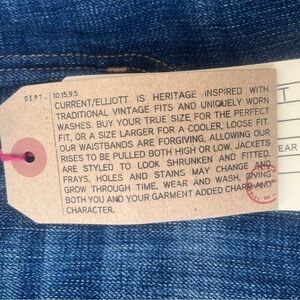 DEPT. 10.15.9.5
CURRENT/ELLIOTT IS HERITAGE INSPIRED WITH
TRADITIONAL VINTAGE FITS AND UNIQUELY WORN
WASHES. BUY YOUR TRUE SIZE FOR THE PERFECT
FIT, OR A SIZE LARGER FOR A COOLER, LOOSE FIT.
OUR WAISTBANDS ARE FORGIVING, ALLOWING OUR
RISES TO BE PULLED BOTH HIGH OR LOW. JACKETS
ARE STYLED TO LOOK SHRUNKEN AND FITTED.
FRAYS, HOLES AND STAINS MAY CHANGE AND
GROW THROUGH TIME, WEAR AND WASH, GIVING
BOTH YOU AND YOUR GARMENT ADDED CHARM AND
CHARACTER.
T
EAR